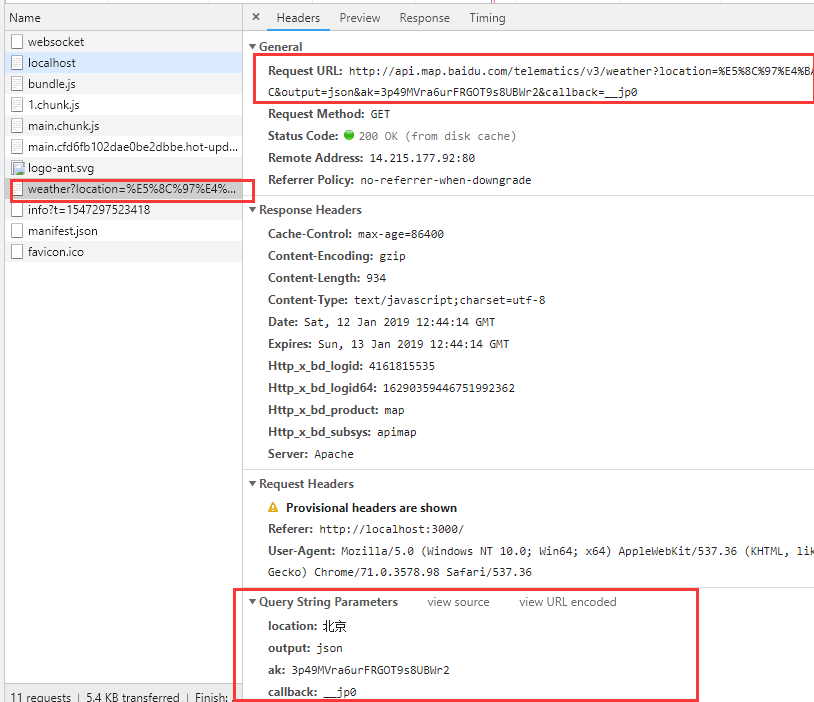 Name
× Headers Preview Response Timing
websocket
localhost
bundle.js
1.chunk.js
main.chunk.js
main.cfd6fb102dae0be2dbbe.hot-upd...
logo-ant.svg
weather?location=%E5%8C%97%E4%...
info?t=1547297523418
manifest.json
favicon.ico
11 requests | 5.4 KB transferred | Finish:
General
Request URL: http://api.map.baidu.com/telematics/v3/weather?location=%E5%8C%97%E4%BA
C&output=json&ak=3p49MVra6urFRGOT9s8UBWr2&callback=__jp0
Request Method: GET
Status Code: 200 OK (from disk cache)
Remote Address: 14.215.177.92:80
Referrer Policy: no-referrer-when-downgrade
Response Headers
Cache-Control: max-age=86400
Content-Encoding: gzip
Content-Length: 934
Content-Type: text/javascript;charset=utf-8
Date: Sat, 12 Jan 2019 12:44:14 GMT
Expires: Sun, 13 Jan 2019 12:44:14 GMT
Http_x_bd_logid: 4161815535
Http_x_bd_logid64: 16290359446751992362
Http_x_bd_product: map
Http_x_bd_subsys: apimap
Server: Apache
Request Headers
Provisional headers are shown
Referer: http://localhost:3000/
User-Agent: Mozilla/5.0 (Windows NT 10.0; Win64; x64) AppleWebKit/537.36 (KHTML, lik
Gecko) Chrome/71.0.3578.98 Safari/537.36
Query String Parameters view source view URL encoded
location: 北京
output: json
ak: 3p49MVra6urFRGOT9s8UBWr2
callback: __jp0